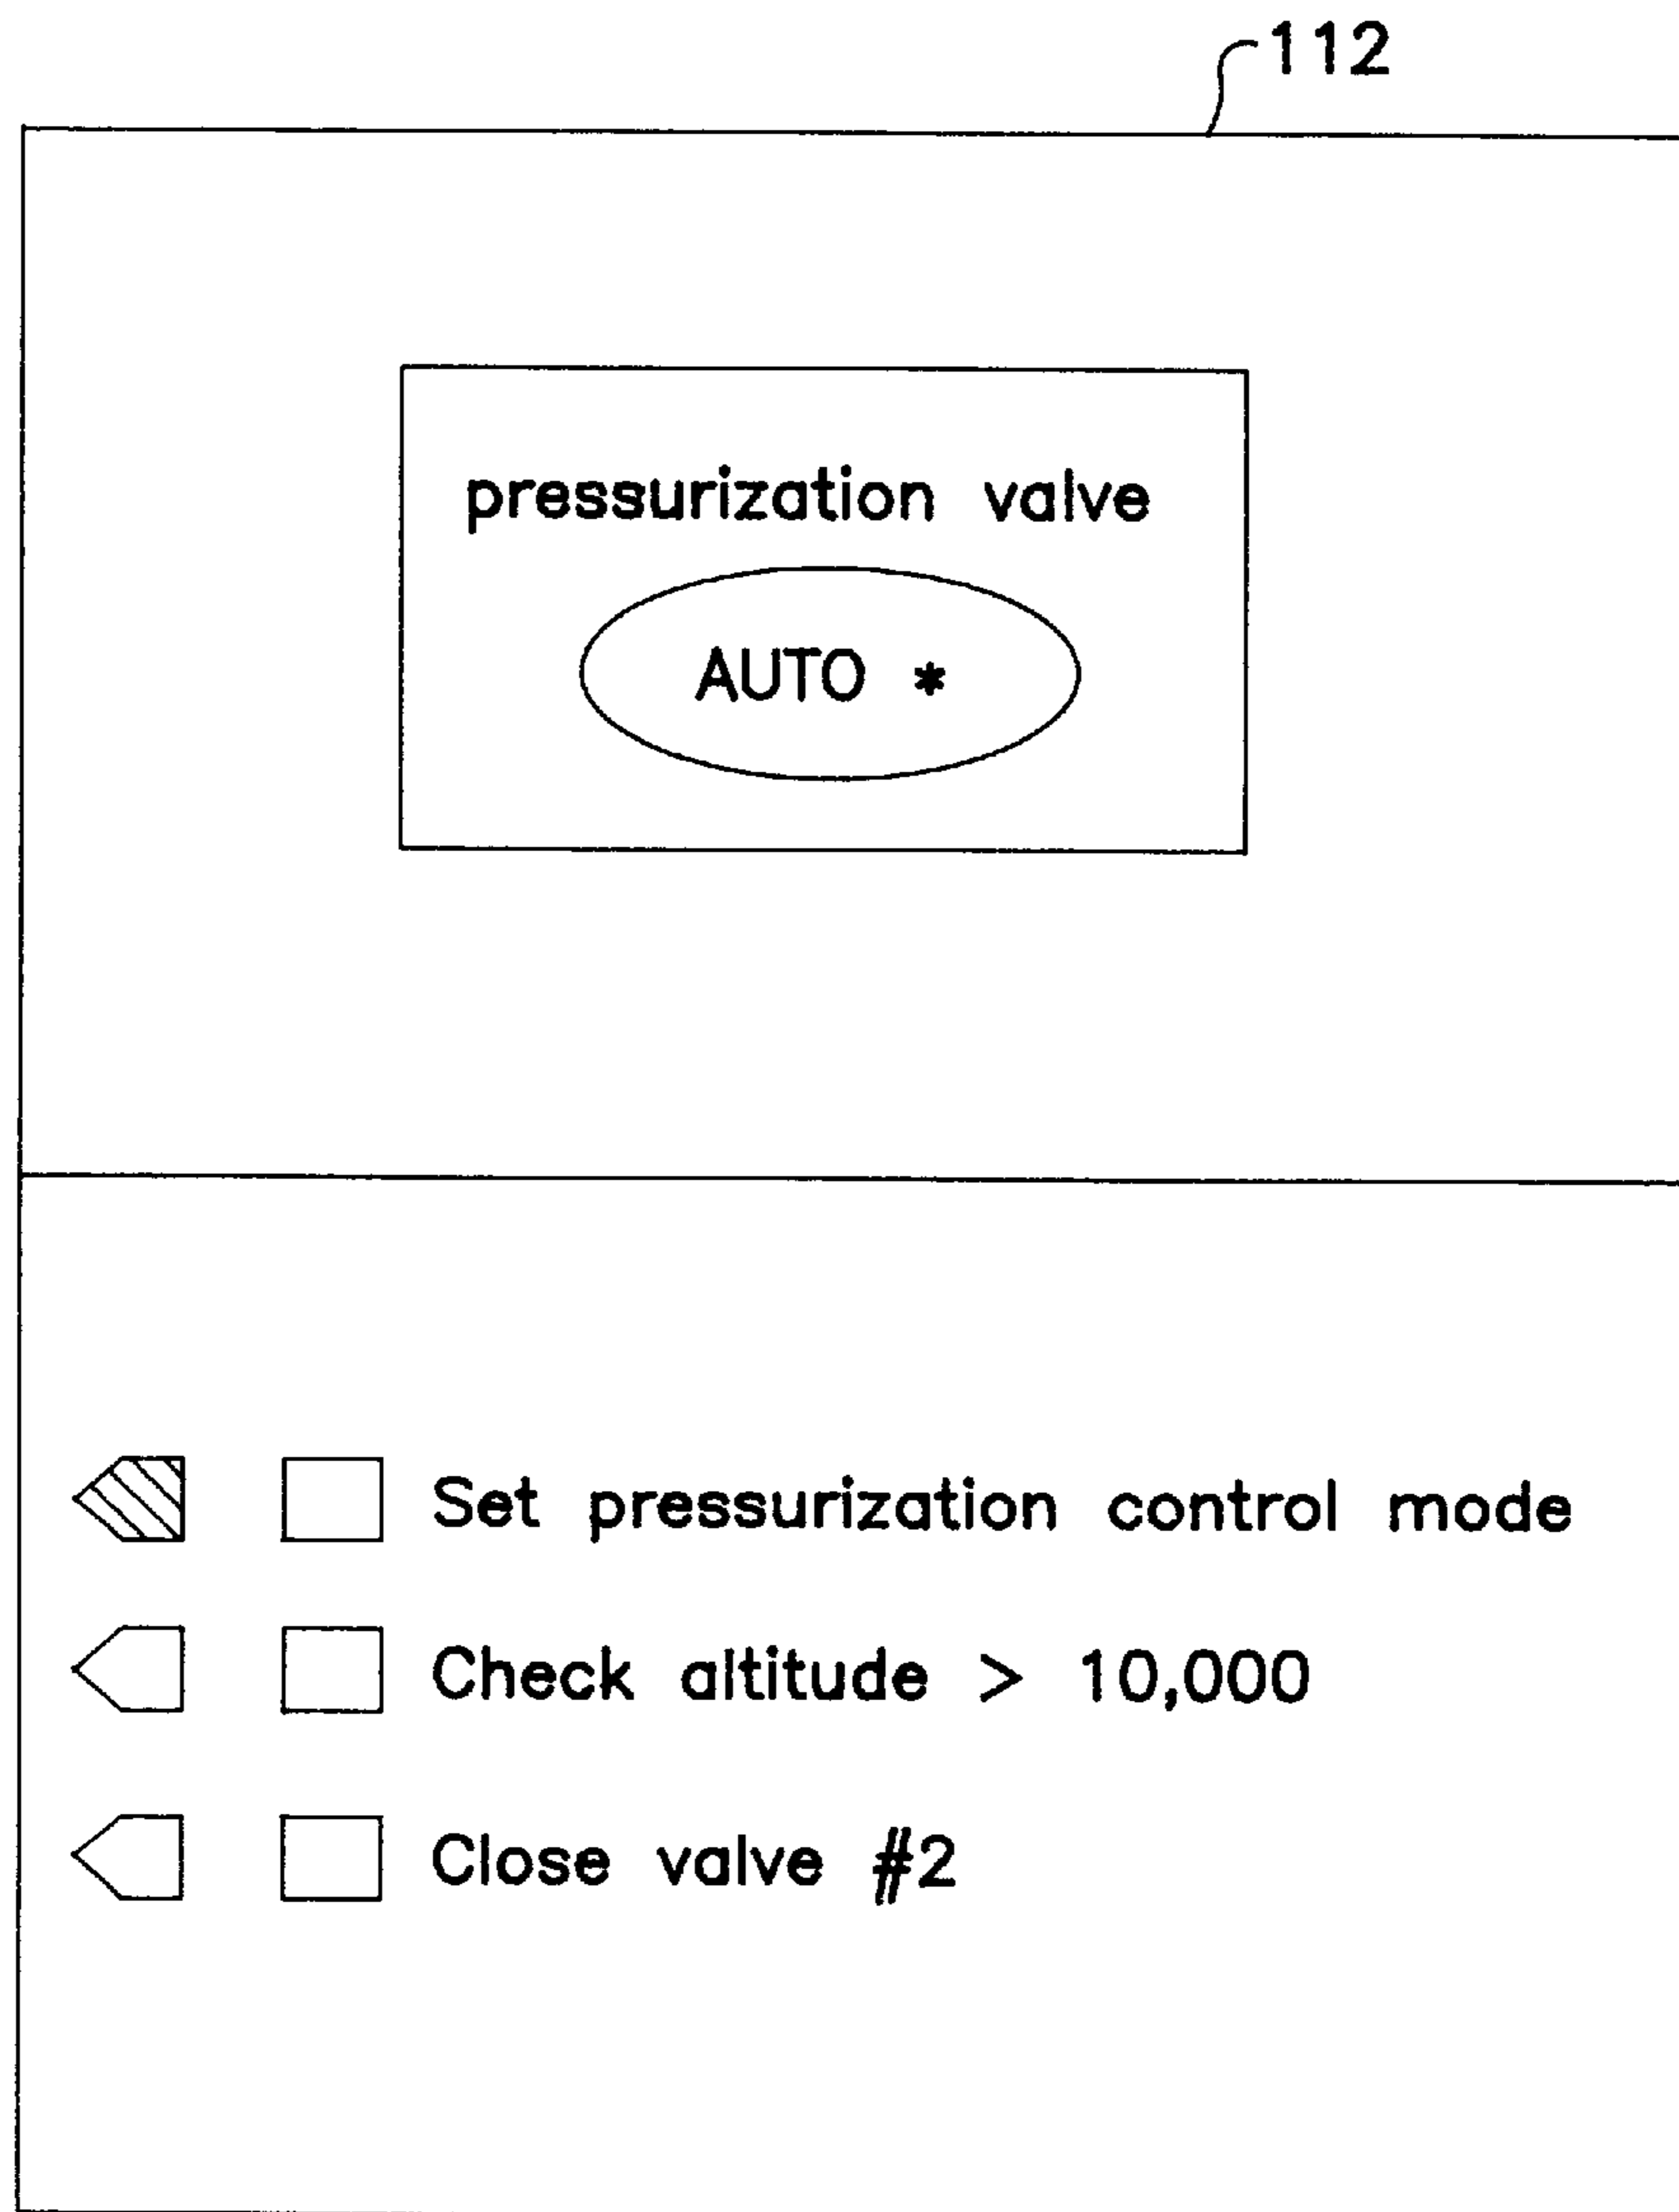 112
pressurization valve
AUTO *
Set pressurization control mode
Check altitude > 10,000
Close valve #2